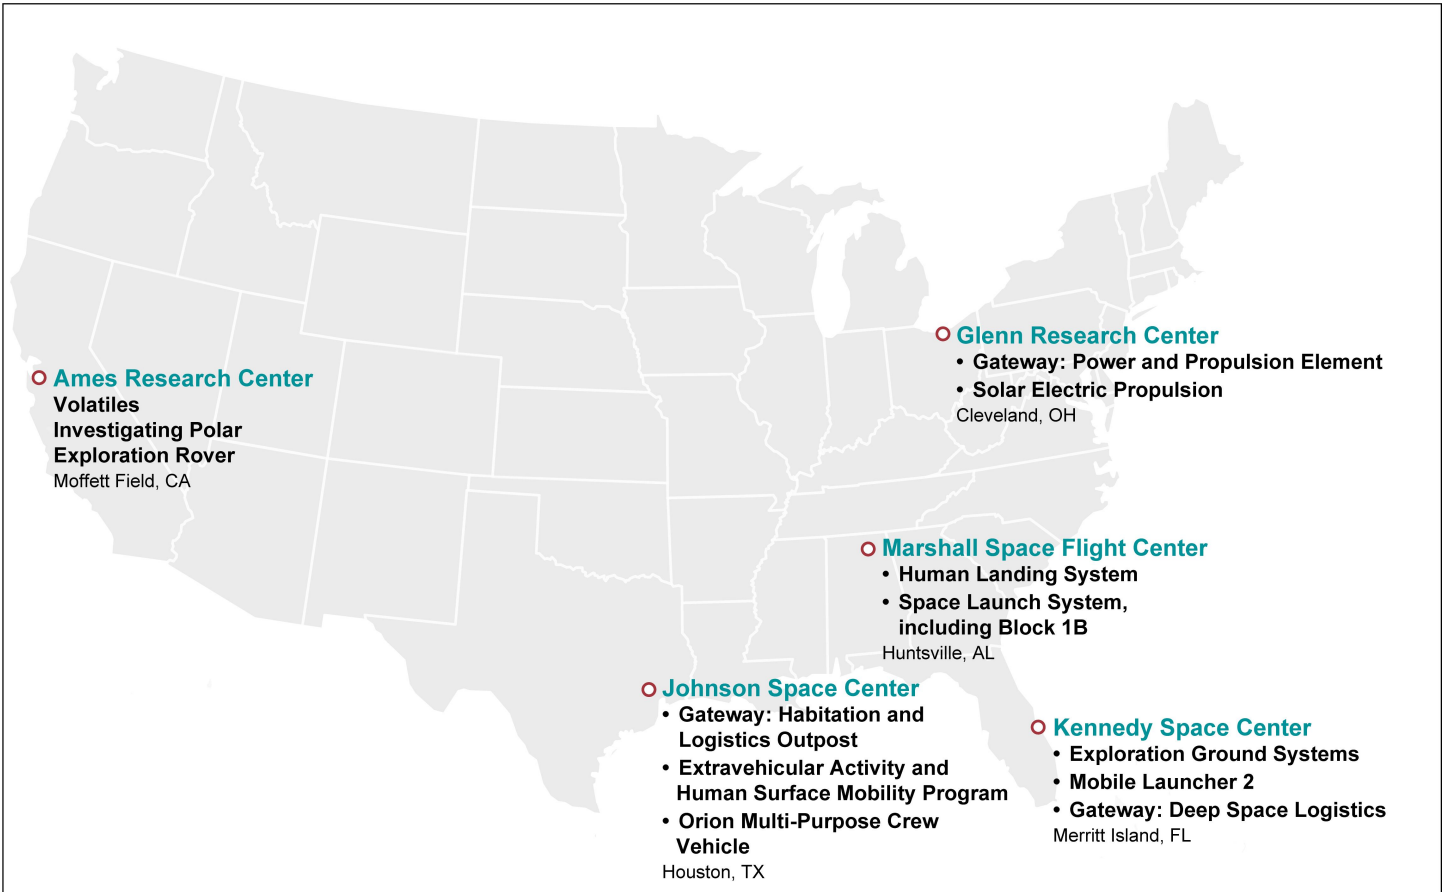 Glenn Research Center
• Gateway: Power and Propulsion Element
• Solar Electric Propulsion
Cleveland, OH
Ames Research Center
Volatiles
Investigating Polar
Exploration Rover
Moffett Field, CA
Marshall Space Flight Center
• Human Landing System
• Space Launch System,
including Block 1B
Huntsville, AL
Johnson Space Center
• Gateway: Habitation and
Logistics Outpost
• Extravehicular Activity and
Human Surface Mobility Program
• Orion Multi-Purpose Crew
Vehicle
Houston, TX
Kennedy Space Center
• Exploration Ground Systems
• Mobile Launcher 2
• Gateway: Deep Space Logistics
Merritt Island, FL